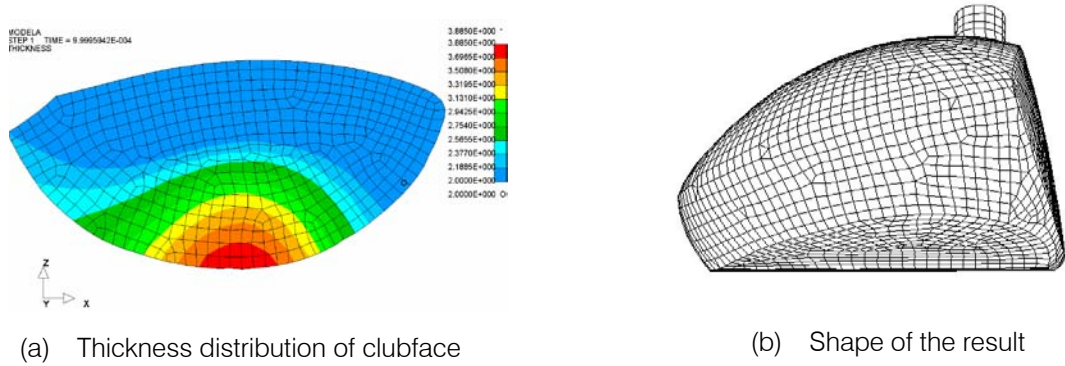 MODELA
STEP 1 TIME = 9.9995942E-004
THICKNESS
3.8850E+000
3.8850E+000
3.6965E+000
3.5080E+000
3.3195E+000
3.1310E+000
2.9425E+000
2.7540E+000
2.5655E+000
2.3770E+000
2.1885E+000
2.0000E+000
2.0000E+000 O
Z
Y X
(a) Thickness distribution of clubface
(b) Shape of the result